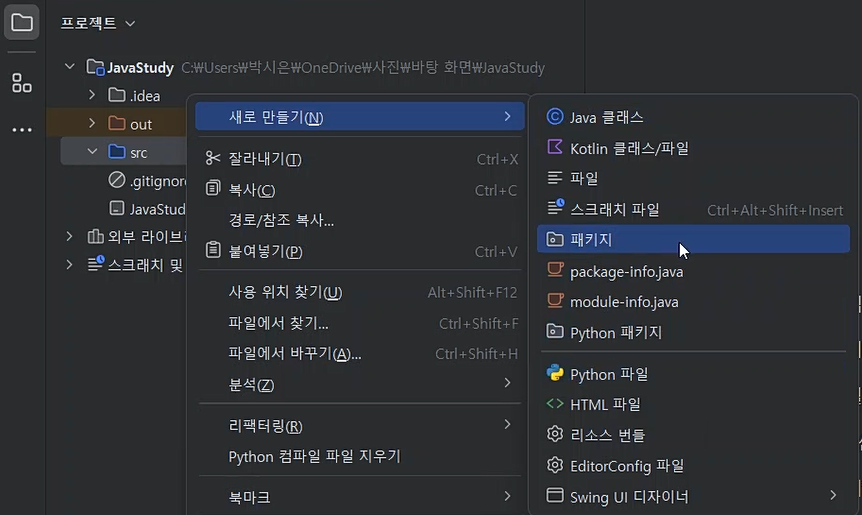 프로젝트
JavaStudy C:₩Users₩박시은₩OneDrive₩사진₩바탕 화면₩JavaStudy
.idea
out
src
.gitignor
JavaStud
외부 라이브
스크래치 및
새로 만들기(N)
잘라내기(T) Ctrl+X
복사(C) Ctrl+C
경로/참조 복사...
붙여넣기(P) Ctrl+V
사용 위치 찾기(U) Alt+Shift+F12
파일에서 찾기... Ctrl+Shift+F
파일에서 바꾸기(A)... Ctrl+Shift+H
분석(Z)
리팩터링(R)
Python 컴파일 파일 지우기
북마크
Java 클래스
Kotlin 클래스/파일
파일
스크래치 파일 Ctrl+Alt+Shift+Insert
패키지
package-info.java
module-info.java
Python 패키지
Python 파일
HTML 파일
리소스 번들
EditorConfig 파일
Swing UI 디자이너